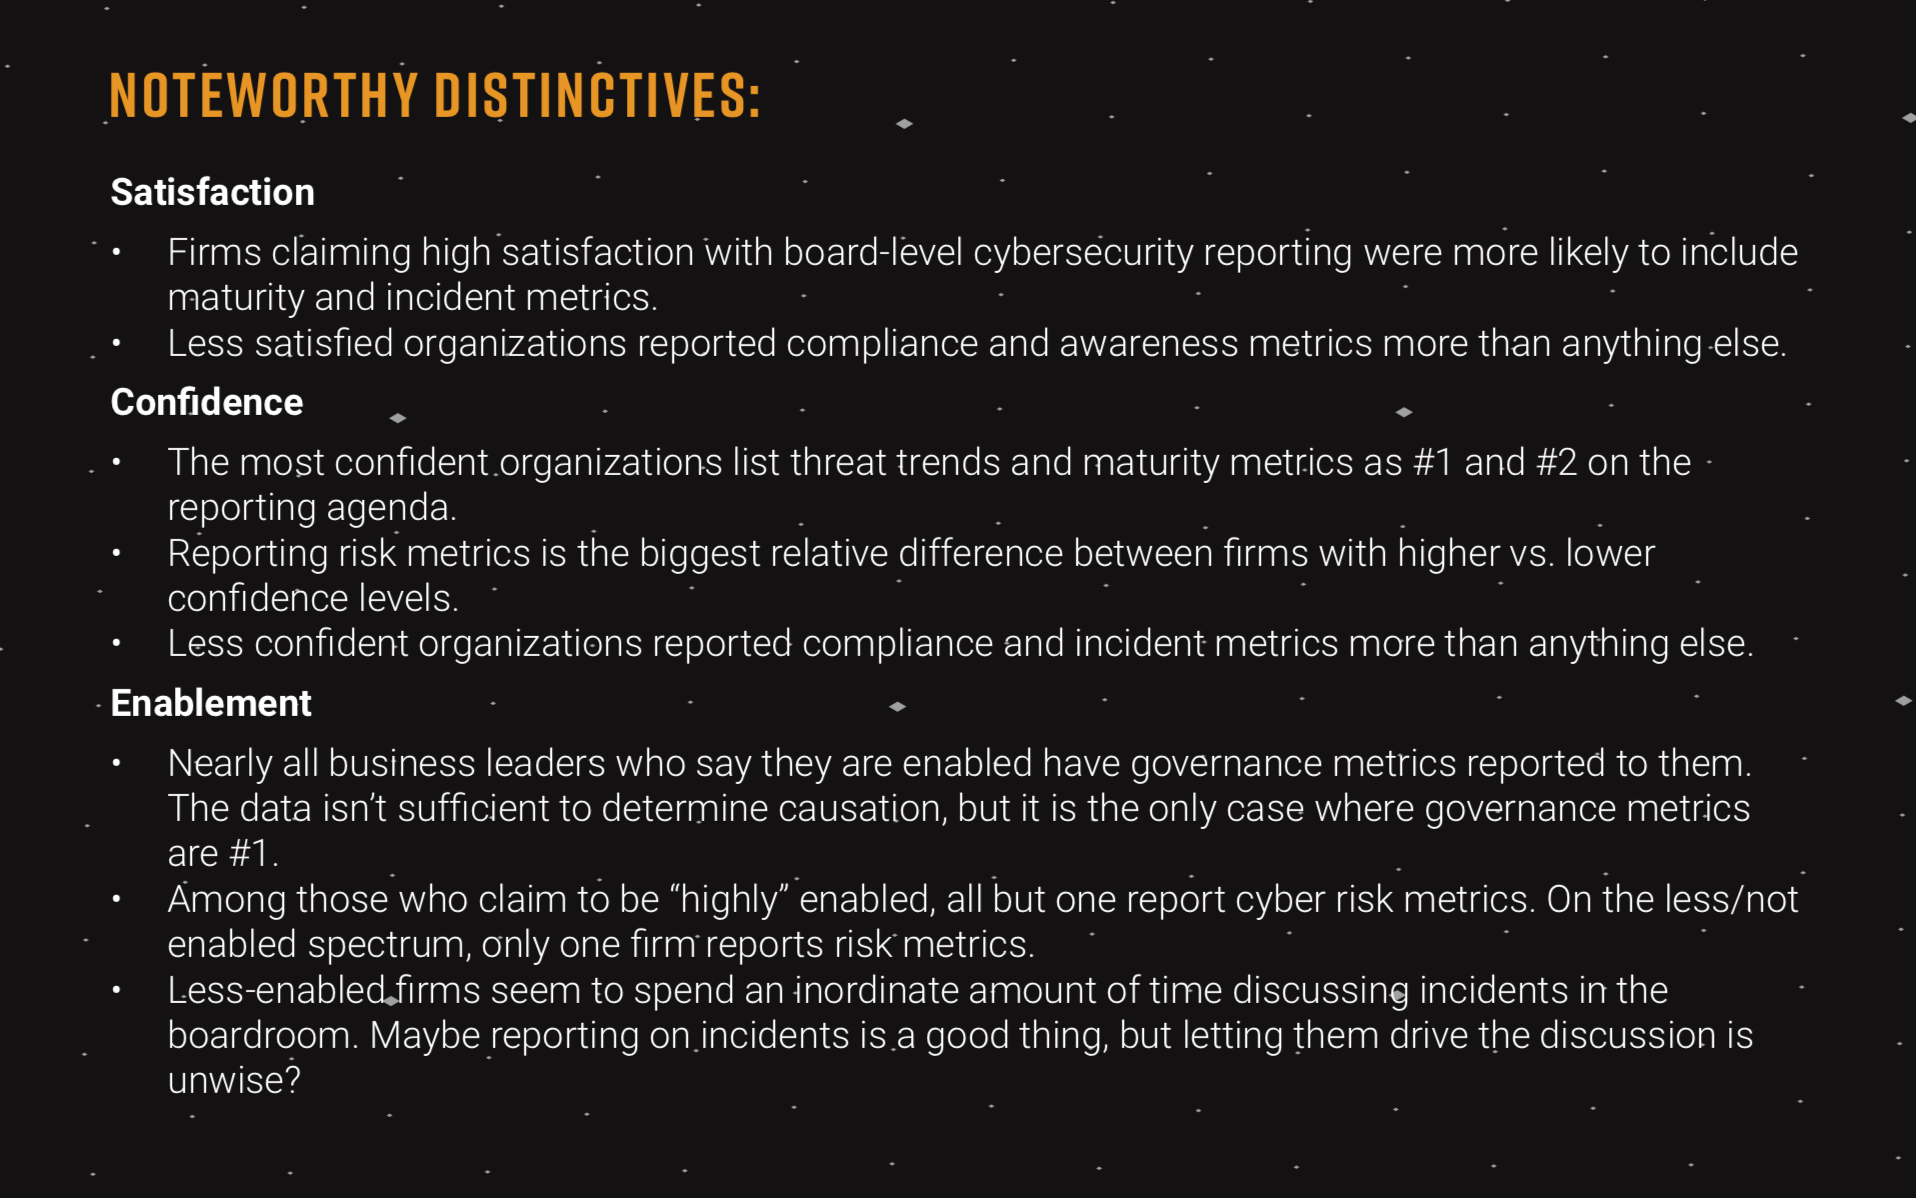 NOTEWORTHY DISTINCTIVES:
Satisfaction
• Firms claiming high satisfaction with board-level cybersecurity reporting were more likely to include
maturity and incident metrics.
• Less satisfied organizations reported compliance and awareness metrics more than anything else.
Confidence
• The most confident organizations list threat trends and maturity metrics as #1 and #2 on the
reporting agenda.
• Reporting risk metrics is the biggest relative difference between firms with higher vs. lower
confidence levels.
• Less confident organizations reported compliance and incident metrics more than anything else.
Enablement
• Nearly all business leaders who say they are enabled have governance metrics reported to them.
The data isn’t sufficient to determine causation, but it is the only case where governance metrics
are #1.
• Among those who claim to be “highly” enabled, all but one report cyber risk metrics. On the less/not
enabled spectrum, only one firm reports risk metrics.
• Less-enabled firms seem to spend an inordinate amount of time discussing incidents in the
boardroom. Maybe reporting on incidents is a good thing, but letting them drive the discussion is
unwise?